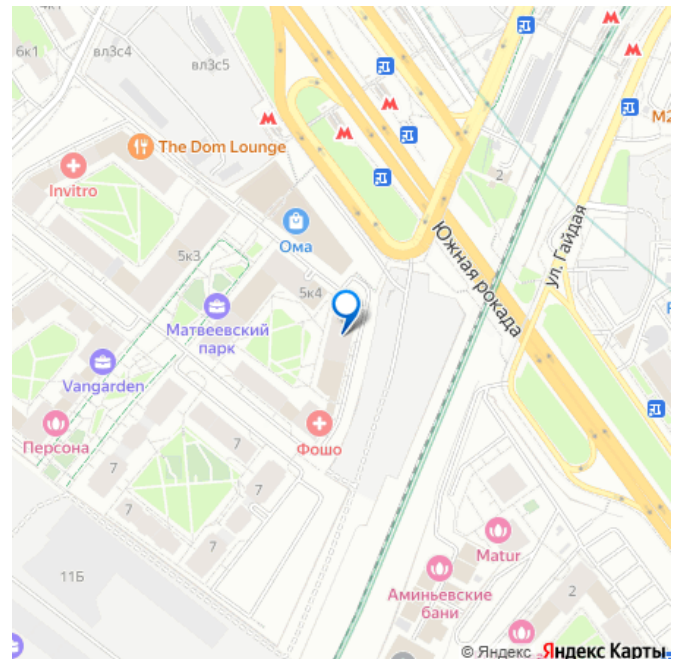 4к1
6к1
вл3с4
вл3с5
The Dom Lounge
Invitro
2
M2
5к3
Ома
5к4
Южная рокада
ул. Гайдая
Матвеевский
парк
Vangarden
Персона
Фошо
7
7
7
7
7
11Б
Matur
Аминьевские
бани
2
© Яндекс Яндекс Карты